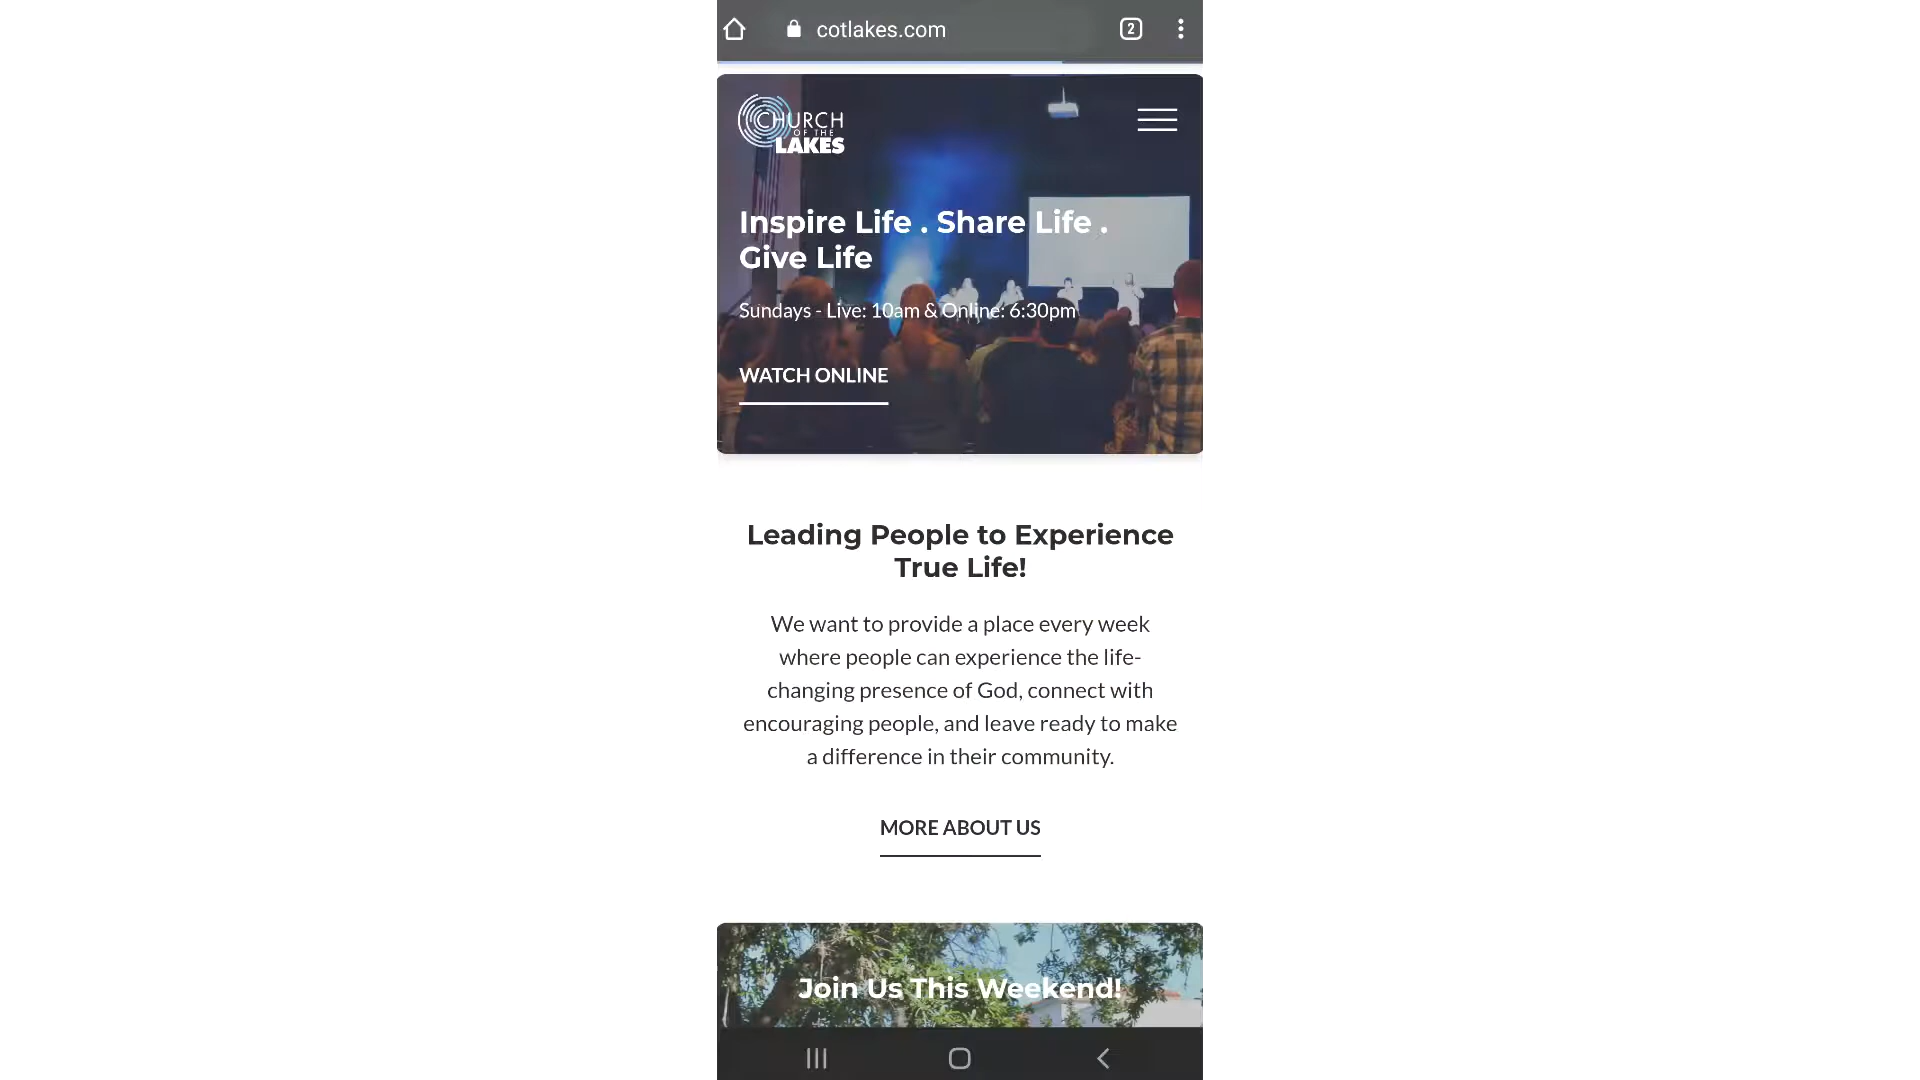 cotlakes.com
2
CHURCH
OF THE
LAKES
Inspire Life . Share Life .
Give Life
Sundays - Live: 10am & Online: 6:30pm
WATCH ONLINE
Leading People to Experience
True Life!
We want to provide a place every week
where people can experience the life-
changing presence of God, connect with
encouraging people, and leave ready to make
a difference in their community.
MORE ABOUT US
Join Us This Weekend!